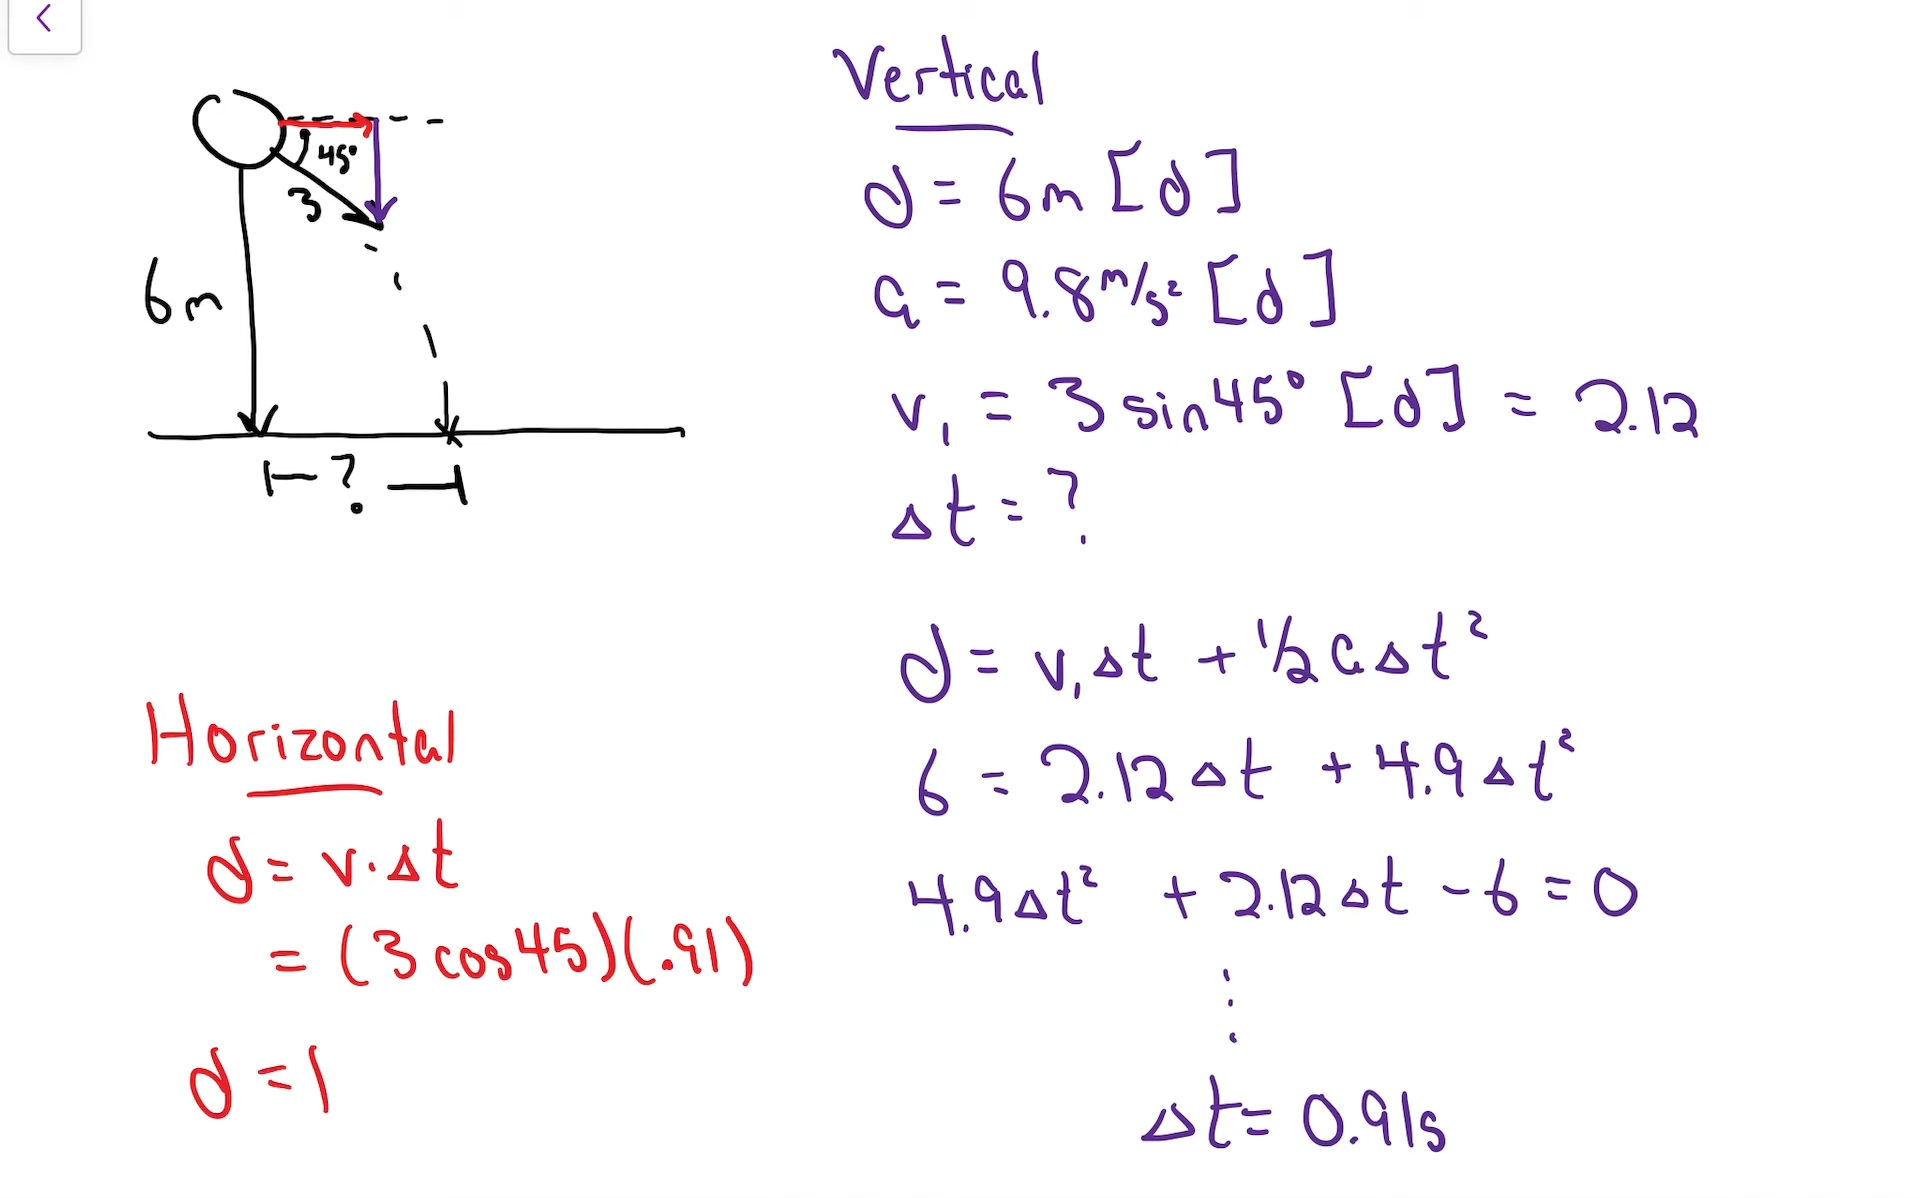 45°
3
6m
?
Horizontal
d = v·Δt
= (3cos45)(.91)
d = 1
Vertical
d = 6m [d]
a = 9.8m/s² [d]
v₁ = 3sin45° [d] = 2.12
Δt = ?
d = v₁Δt + ½aΔt²
6 = 2.12Δt + 4.9Δt²
4.9Δt² + 2.12Δt - 6 = 0
⋮
Δt = 0.91s